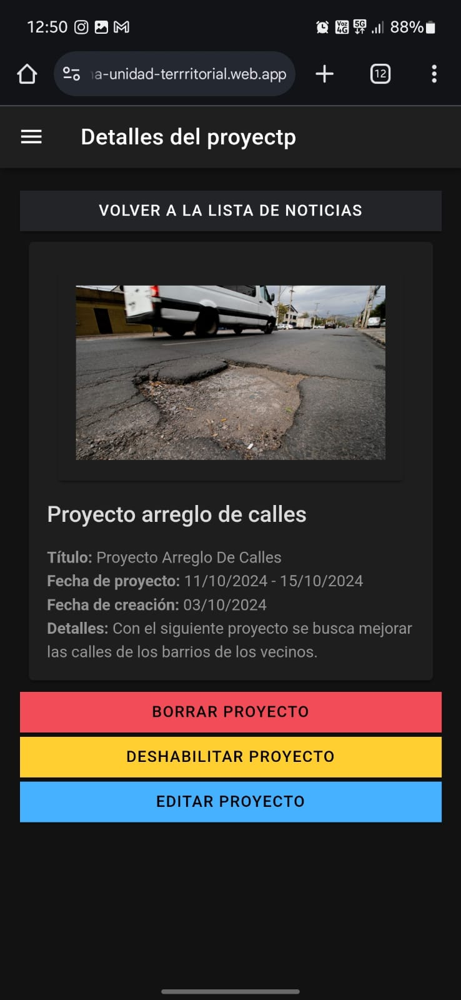 12:50
Voz 4G 5G 88%
a-unidad-terrritorial.web.app 12
Detalles del proyectp
VOLVER A LA LISTA DE NOTICIAS
Proyecto arreglo de calles
Título: Proyecto Arreglo De Calles
Fecha de proyecto: 11/10/2024 - 15/10/2024
Fecha de creación: 03/10/2024
Detalles: Con el siguiente proyecto se busca mejorar
las calles de los barrios de los vecinos.
BORRAR PROYECTO
DESHABILITAR PROYECTO
EDITAR PROYECTO